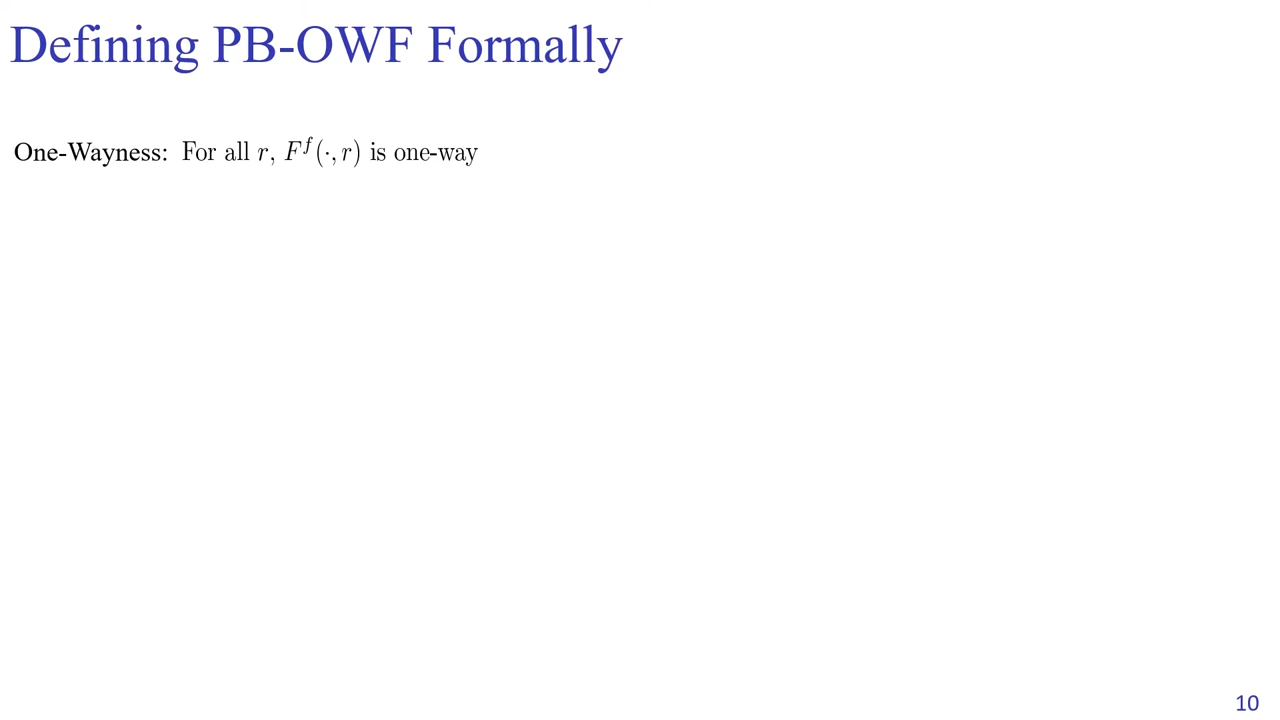 Defining PB-OWF Formally
One-Wayness: For all r, F^f(·, r) is one-way
10